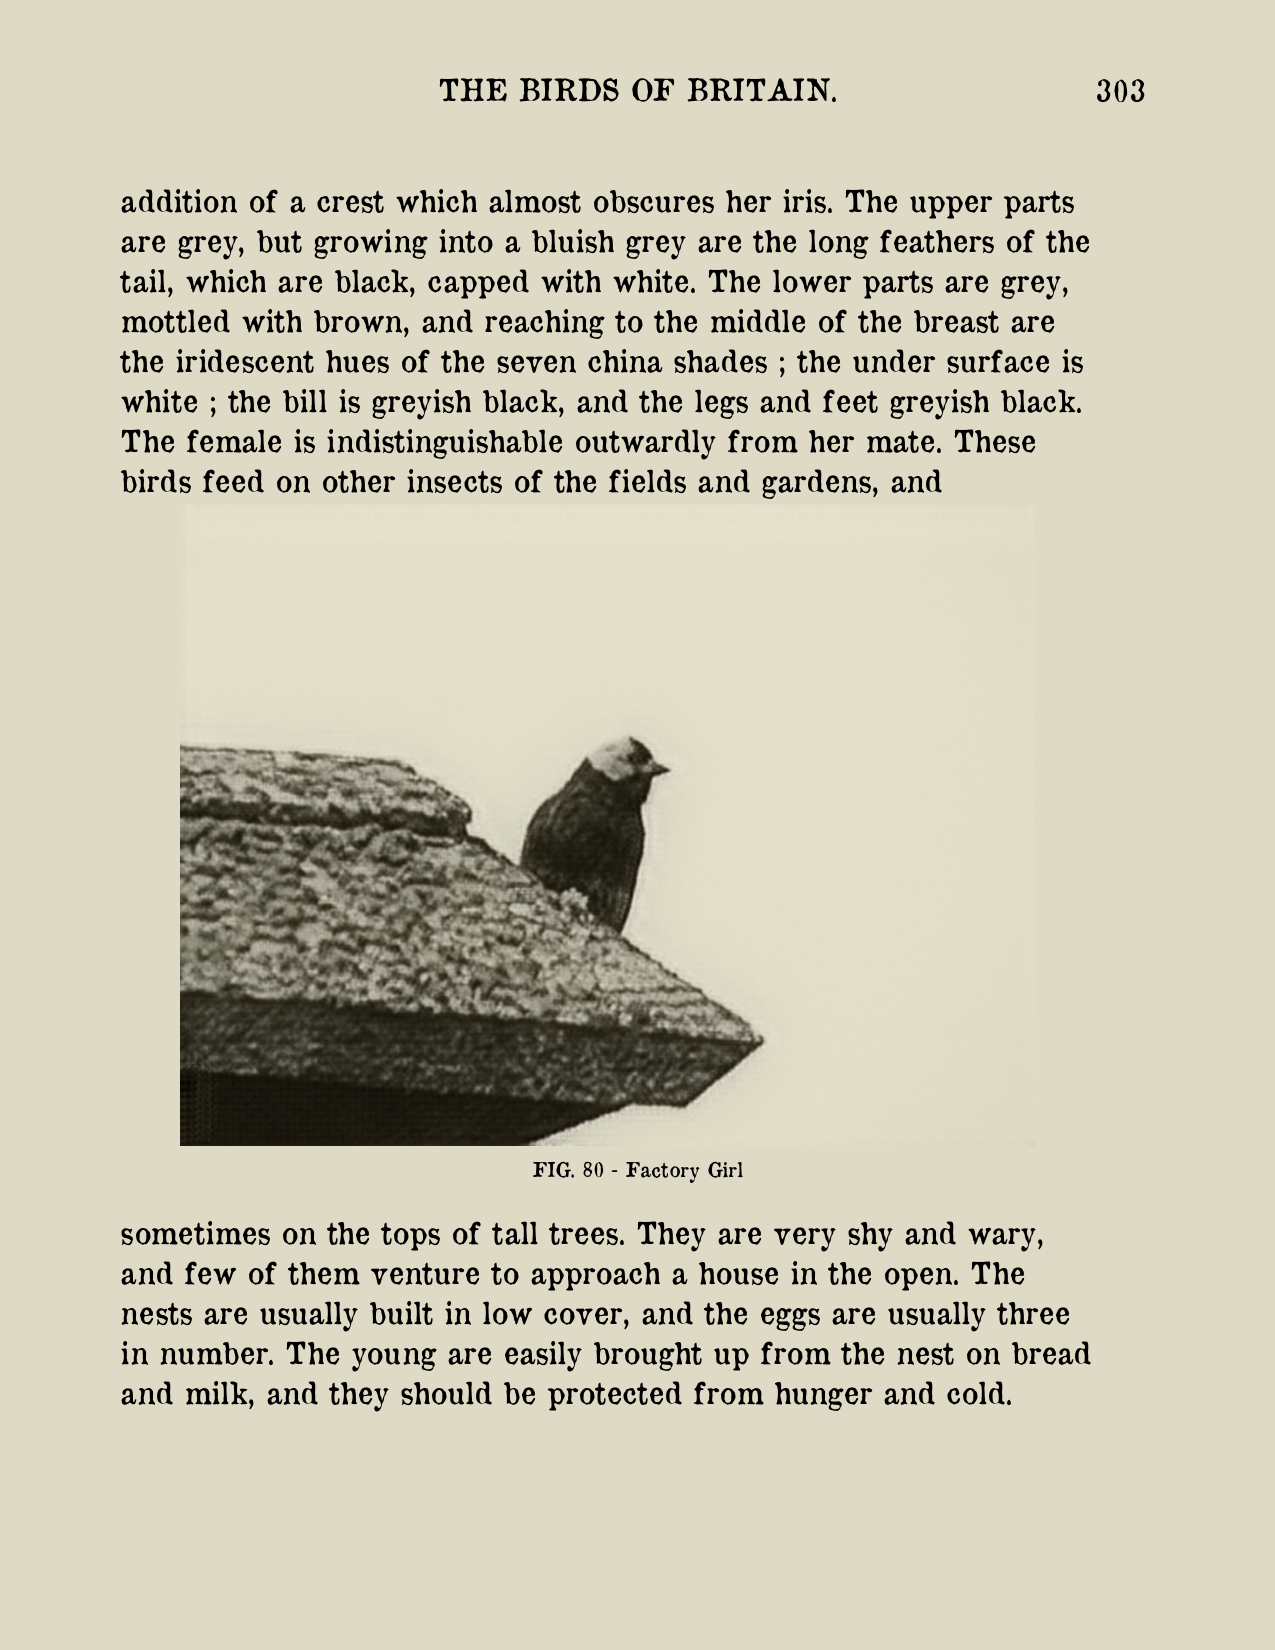 THE BIRDS OF BRITAIN. 303
addition of a crest which almost obscures her iris. The upper parts
are grey, but growing into a bluish grey are the long feathers of the
tail, which are black, capped with white. The lower parts are grey,
mottled with brown, and reaching to the middle of the breast are
the iridescent hues of the seven china shades ; the under surface is
white ; the bill is greyish black, and the legs and feet greyish black.
The female is indistinguishable outwardly from her mate. These
birds feed on other insects of the fields and gardens, and
FIG. 80 - Factory Girl
sometimes on the tops of tall trees. They are very shy and wary,
and few of them venture to approach a house in the open. The
nests are usually built in low cover, and the eggs are usually three
in number. The young are easily brought up from the nest on bread
and milk, and they should be protected from hunger and cold.